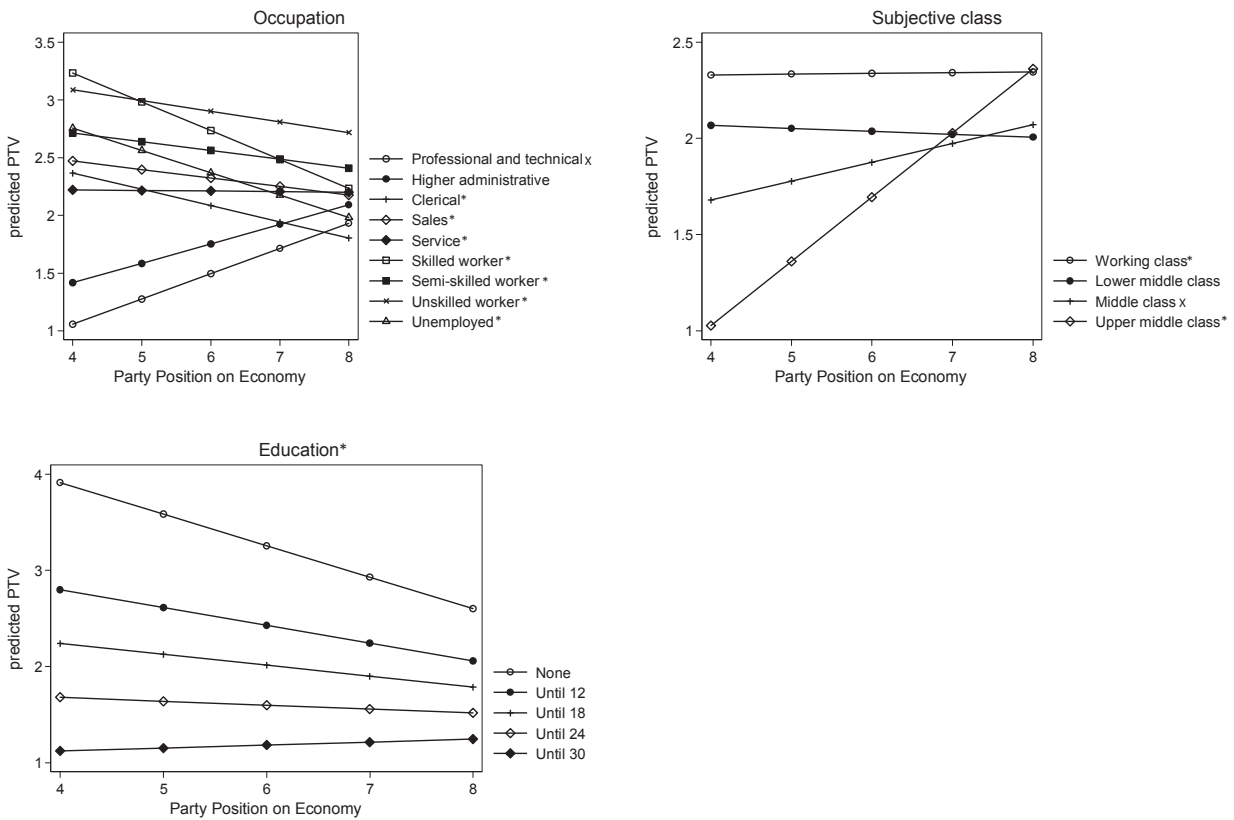 Occupation
3.5
3
2.5
2
1.5
1
predicted PTV
4 5 6 7 8
Party Position on Economy
Professional and technical x
Higher administrative
Clerical*
Sales*
Service*
Skilled worker*
Semi-skilled worker*
Unskilled worker*
Unemployed*
Subjective class
2.5
2
1.5
1
predicted PTV
4 5 6 7 8
Party Position on Economy
Working class*
Lower middle class
Middle class x
Upper middle class*
Education*
4
3
2
1
predicted PTV
4 5 6 7 8
Party Position on Economy
None
Until 12
Until 18
Until 24
Until 30